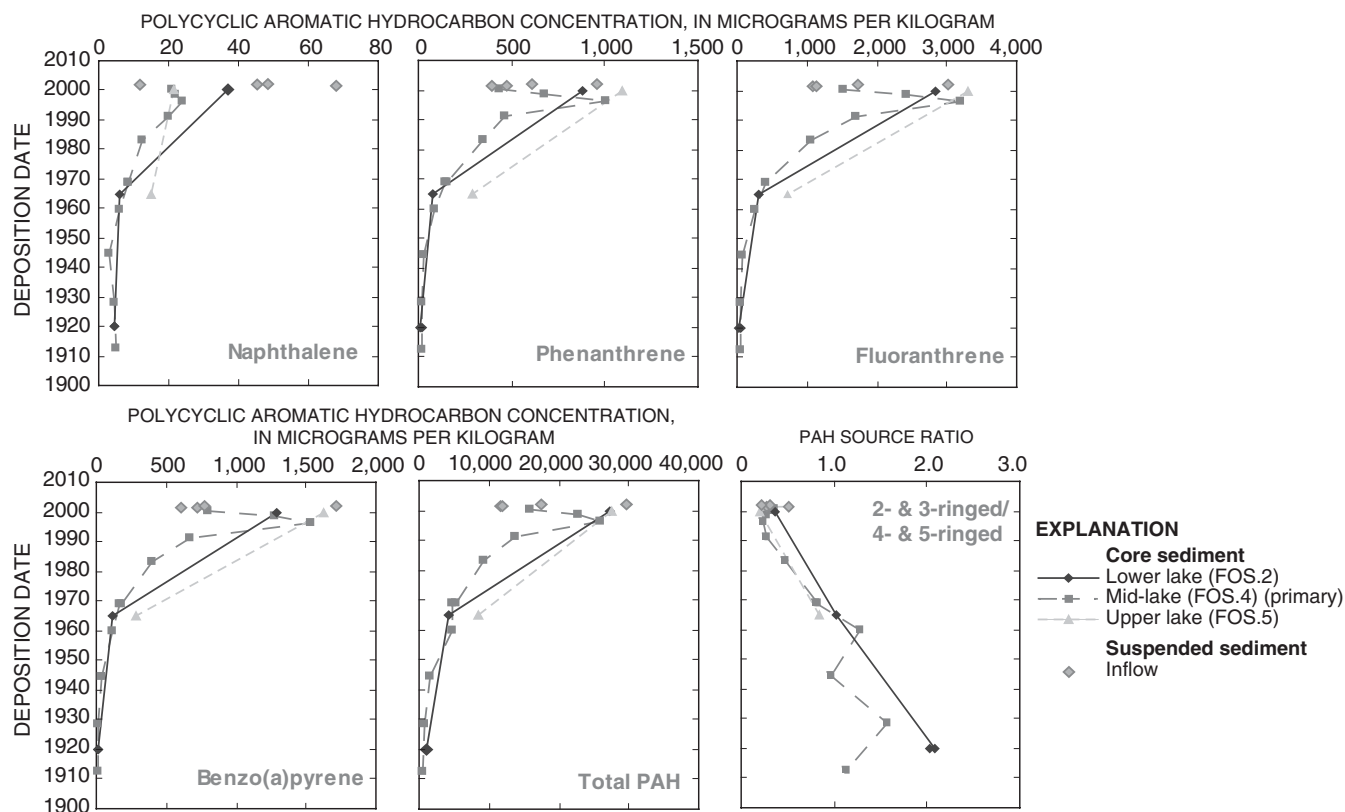 POLYCYCLIC AROMATIC HYDROCARBON CONCENTRATION, IN MICROGRAMS PER KILOGRAM
0 20 40 60 80
0 500 1,000 1,500
0 1,000 2,000 3,000 4,000
DEPOSITION DATE
2010
2000
1990
1980
1970
1960
1950
1940
1930
1920
1910
1900
Naphthalene
Phenanthrene
Fluoranthrene
POLYCYCLIC AROMATIC HYDROCARBON CONCENTRATION,
IN MICROGRAMS PER KILOGRAM
0 500 1,000 1,500 2,000
0 10,000 20,000 30,000 40,000
PAH SOURCE RATIO
0 1.0 2.0 3.0
DEPOSITION DATE
2010
2000
1990
1980
1970
1960
1950
1940
1930
1920
1910
1900
Benzo(a)pyrene
Total PAH
2- & 3-ringed/
4- & 5-ringed
EXPLANATION
Core sediment
Lower lake (FOS.2)
Mid-lake (FOS.4) (primary)
Upper lake (FOS.5)
Suspended sediment
Inflow